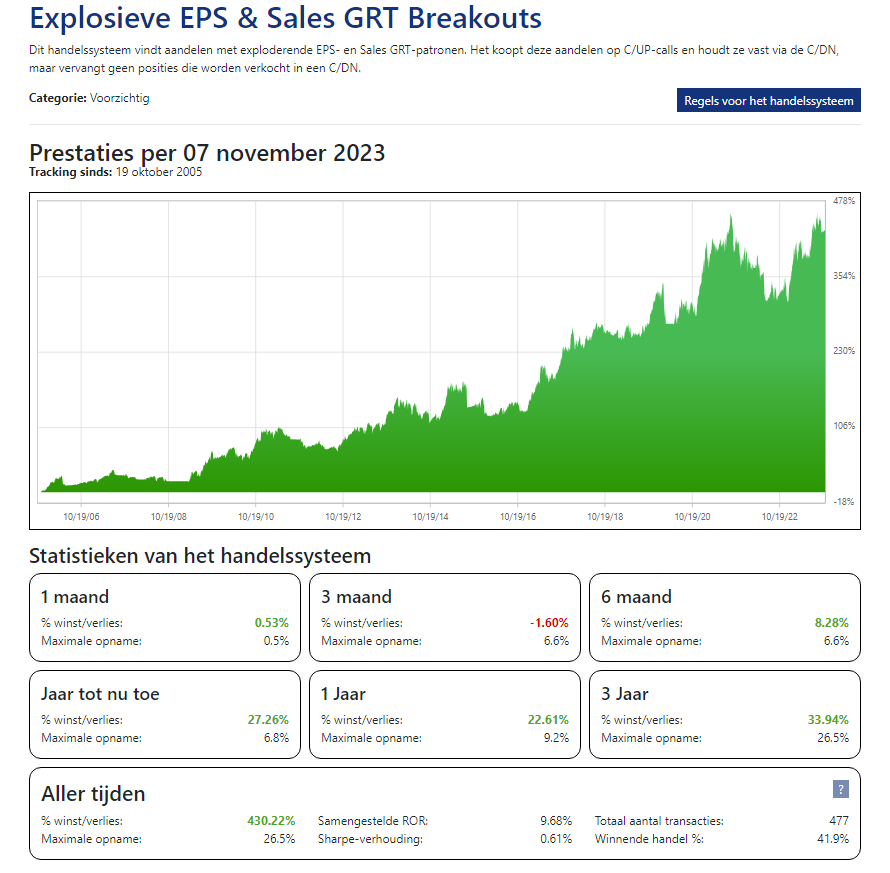 Explosieve EPS & Sales GRT Breakouts
Dit handelssysteem vindt aandelen met exploderende EPS- en Sales GRT-patronen. Het koopt deze aandelen op C/UP-calls en houdt ze vast via de C/DN,
maar vervangt geen posities die worden verkocht in een C/DN.
Categorie: Voorzichtig
Regels voor het handelssysteem
Prestaties per 07 november 2023
Tracking sinds: 19 oktober 2005
478%
354%
230%
106%
-18%
10/19/06 10/19/08 10/19/10 10/19/12 10/19/14 10/19/16 10/19/18 10/19/20 10/19/22
Statistieken van het handelssysteem
1 maand
% winst/verlies: 0.53%
Maximale opname: 0.5%
3 maand
% winst/verlies: -1.60%
Maximale opname: 6.6%
6 maand
% winst/verlies: 8.28%
Maximale opname: 6.6%
Jaar tot nu toe
% winst/verlies: 27.26%
Maximale opname: 6.8%
1 Jaar
% winst/verlies: 22.61%
Maximale opname: 9.2%
3 Jaar
% winst/verlies: 33.94%
Maximale opname: 26.5%
Aller tijden
?
% winst/verlies: 430.22% Samengestelde ROR: 9.68% Totaal aantal transacties: 477
Maximale opname: 26.5% Sharpe-verhouding: 0.61% Winnende handel %: 41.9%